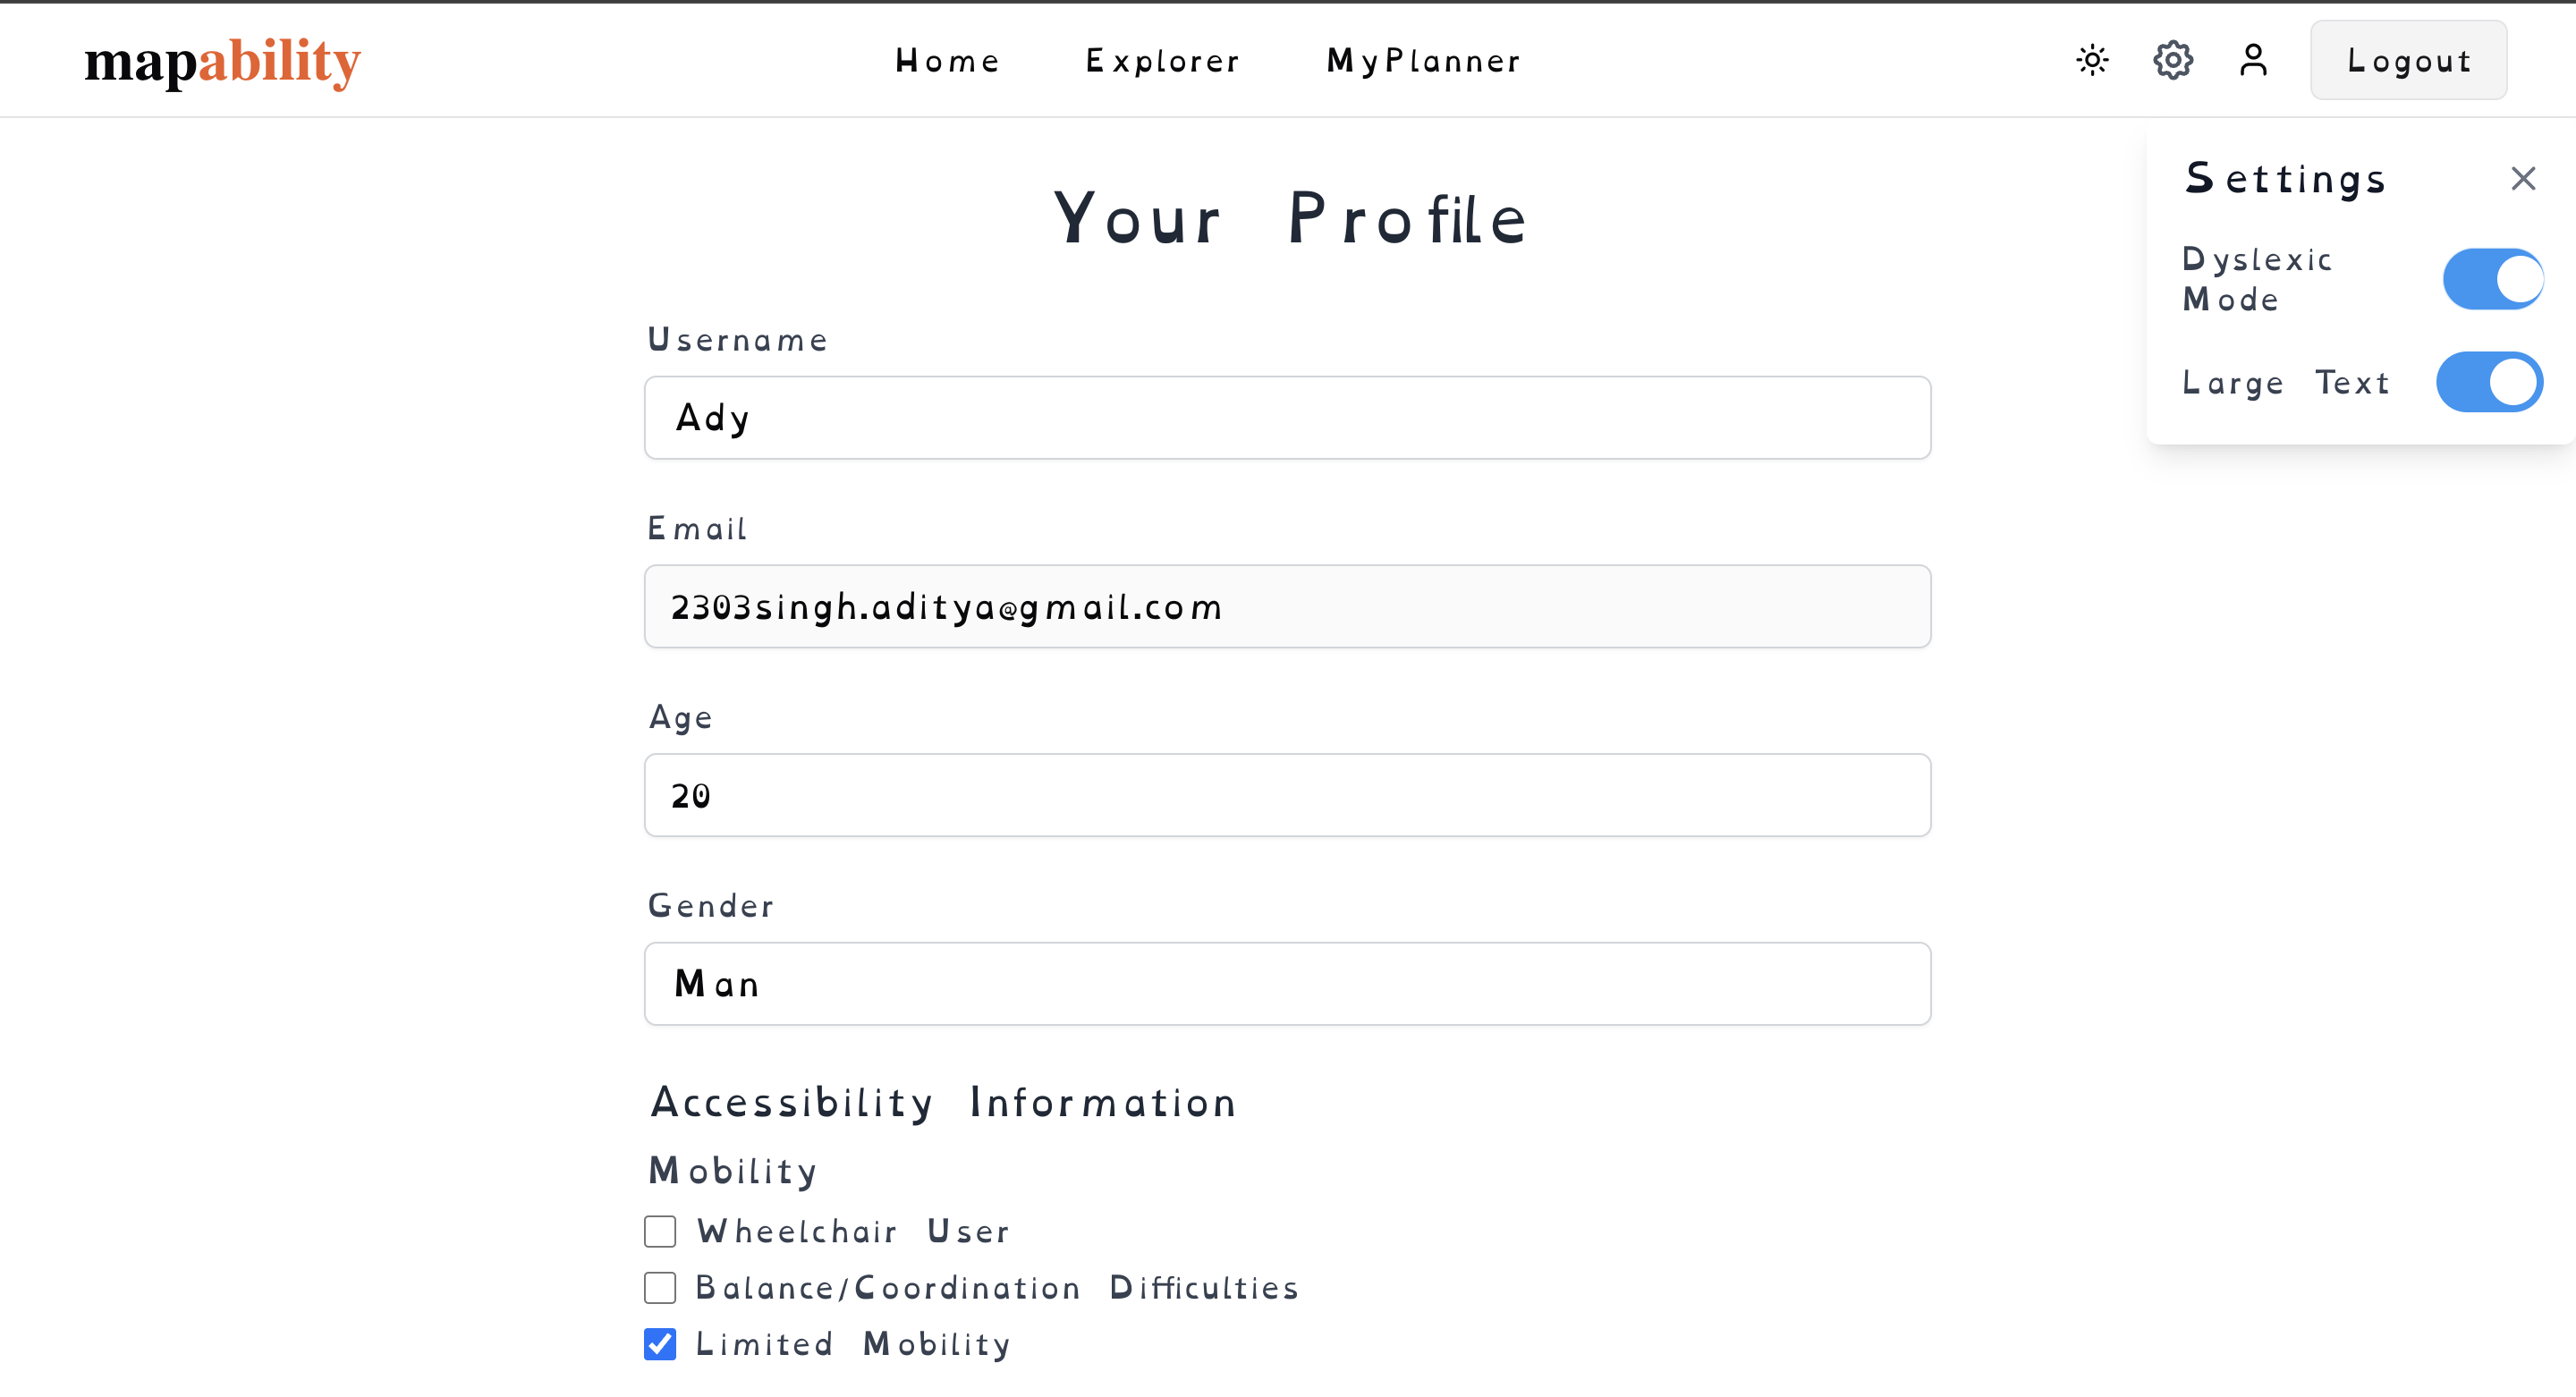 mapability
Home Explorer MyPlanner
Logout
Settings
Dyslexic
Mode
Large Text
Your Profile
Username
Ady
Email
2303singh.aditya@gmail.com
Age
20
Gender
Man
Accessibility Information
Mobility
Wheelchair User
Balance/Coordination Difficulties
Limited Mobility